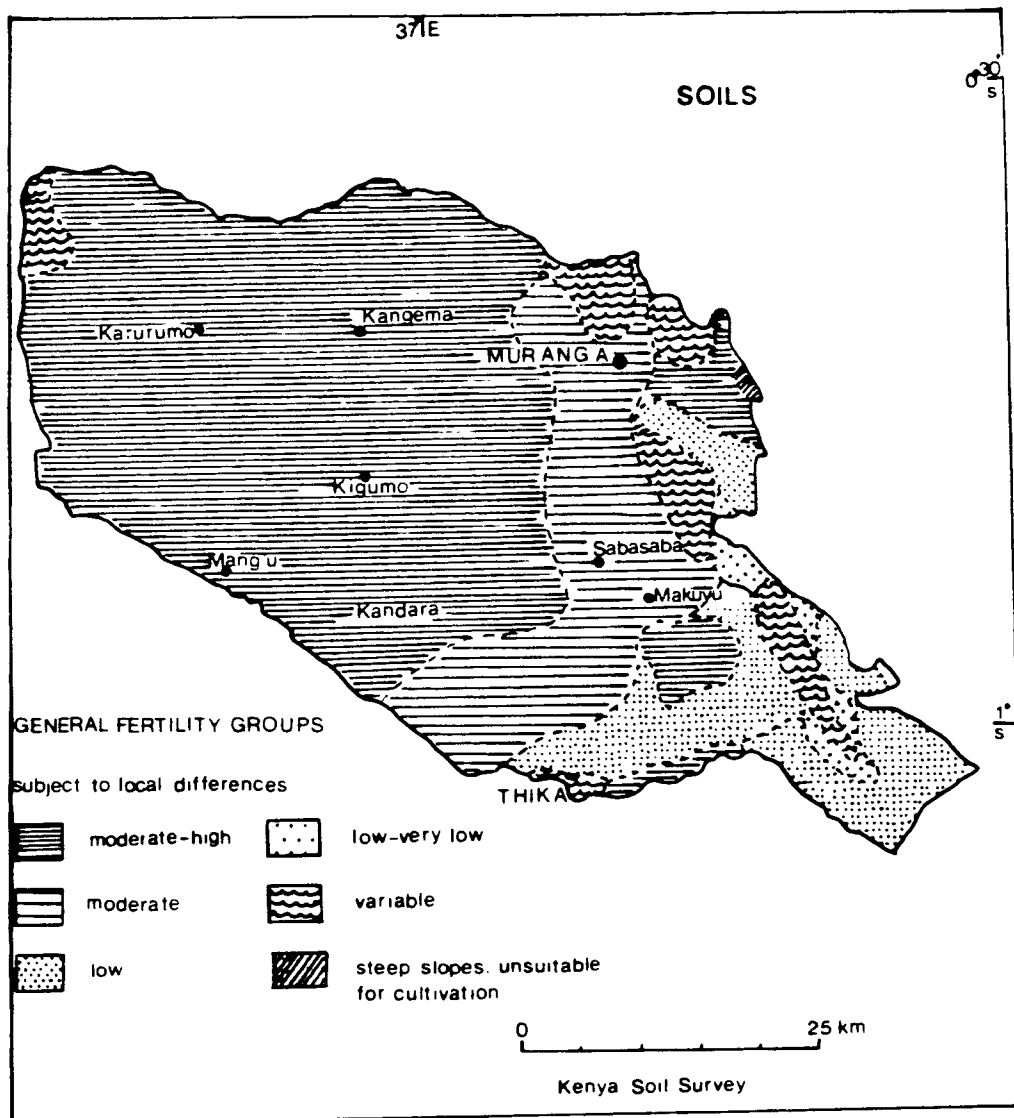 37°E
0°30'
S
SOILS
Karurumo
Kangema
MURANGA
Kigumo
Sabasaba
Mang'u
Makuyu
Kandara
1°
S
GENERAL FERTILITY GROUPS
subject to local differences
THIKA
moderate-high
low-very low
moderate
variable
low
steep slopes. unsuitable
for cultivation
0
25 km
Kenya Soil Survey